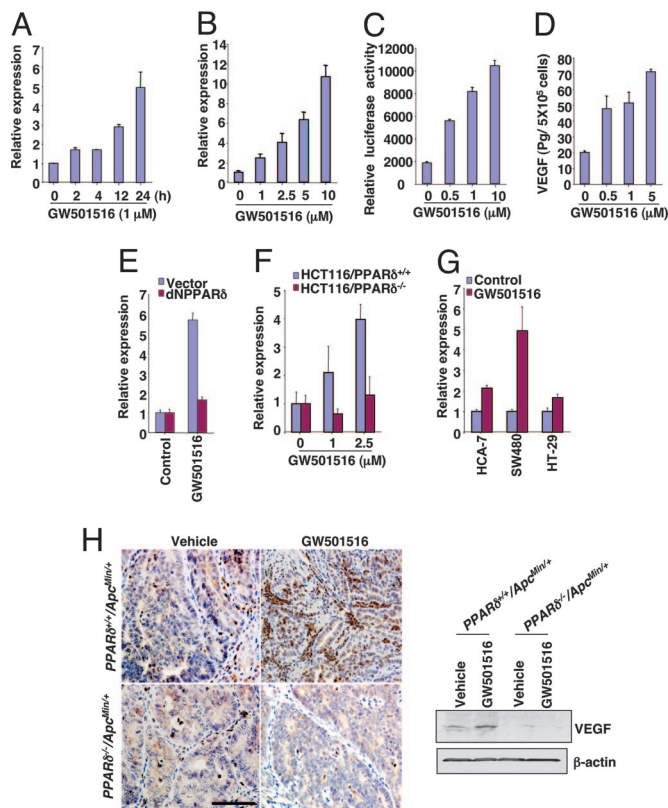 A
Relative expression
7
6
5
4
3
2
1
0
0 2 4 12 24 (h)
GW501516 (1 μM)
B
Relative expression
14
12
10
8
6
4
2
0
0 1 2.5 5 10
GW501516 (μM)
C
Relative luciferase activity
12000
10000
8000
6000
4000
2000
0
0 0.5 1 10
GW501516 (μM)
D
VEGF (Pg/ 5X10⁵ cells)
80
70
60
50
40
30
20
10
0
0 0.5 1 5
GW501516 (μM)
E
Vector
dNPPARδ
Relative expression
7
6
5
4
3
2
1
0
Control
GW501516
F
HCT116/PPARδ+/+
HCT116/PPARδ-/-
Relative expression
5
4
3
2
1
0
0 1 2.5
GW501516 (μM)
G
Control
GW501516
Relative expression
7
6
5
4
3
2
1
0
HCA-7
SW480
HT-29
H
Vehicle GW501516
PPARδ+/+/ApcMin/+
PPARδ-/-/ApcMin/+
PPARδ+/+/ApcMin/+
PPARδ-/-/ApcMin/+
Vehicle
GW501516
Vehicle
GW501516
VEGF
β-actin